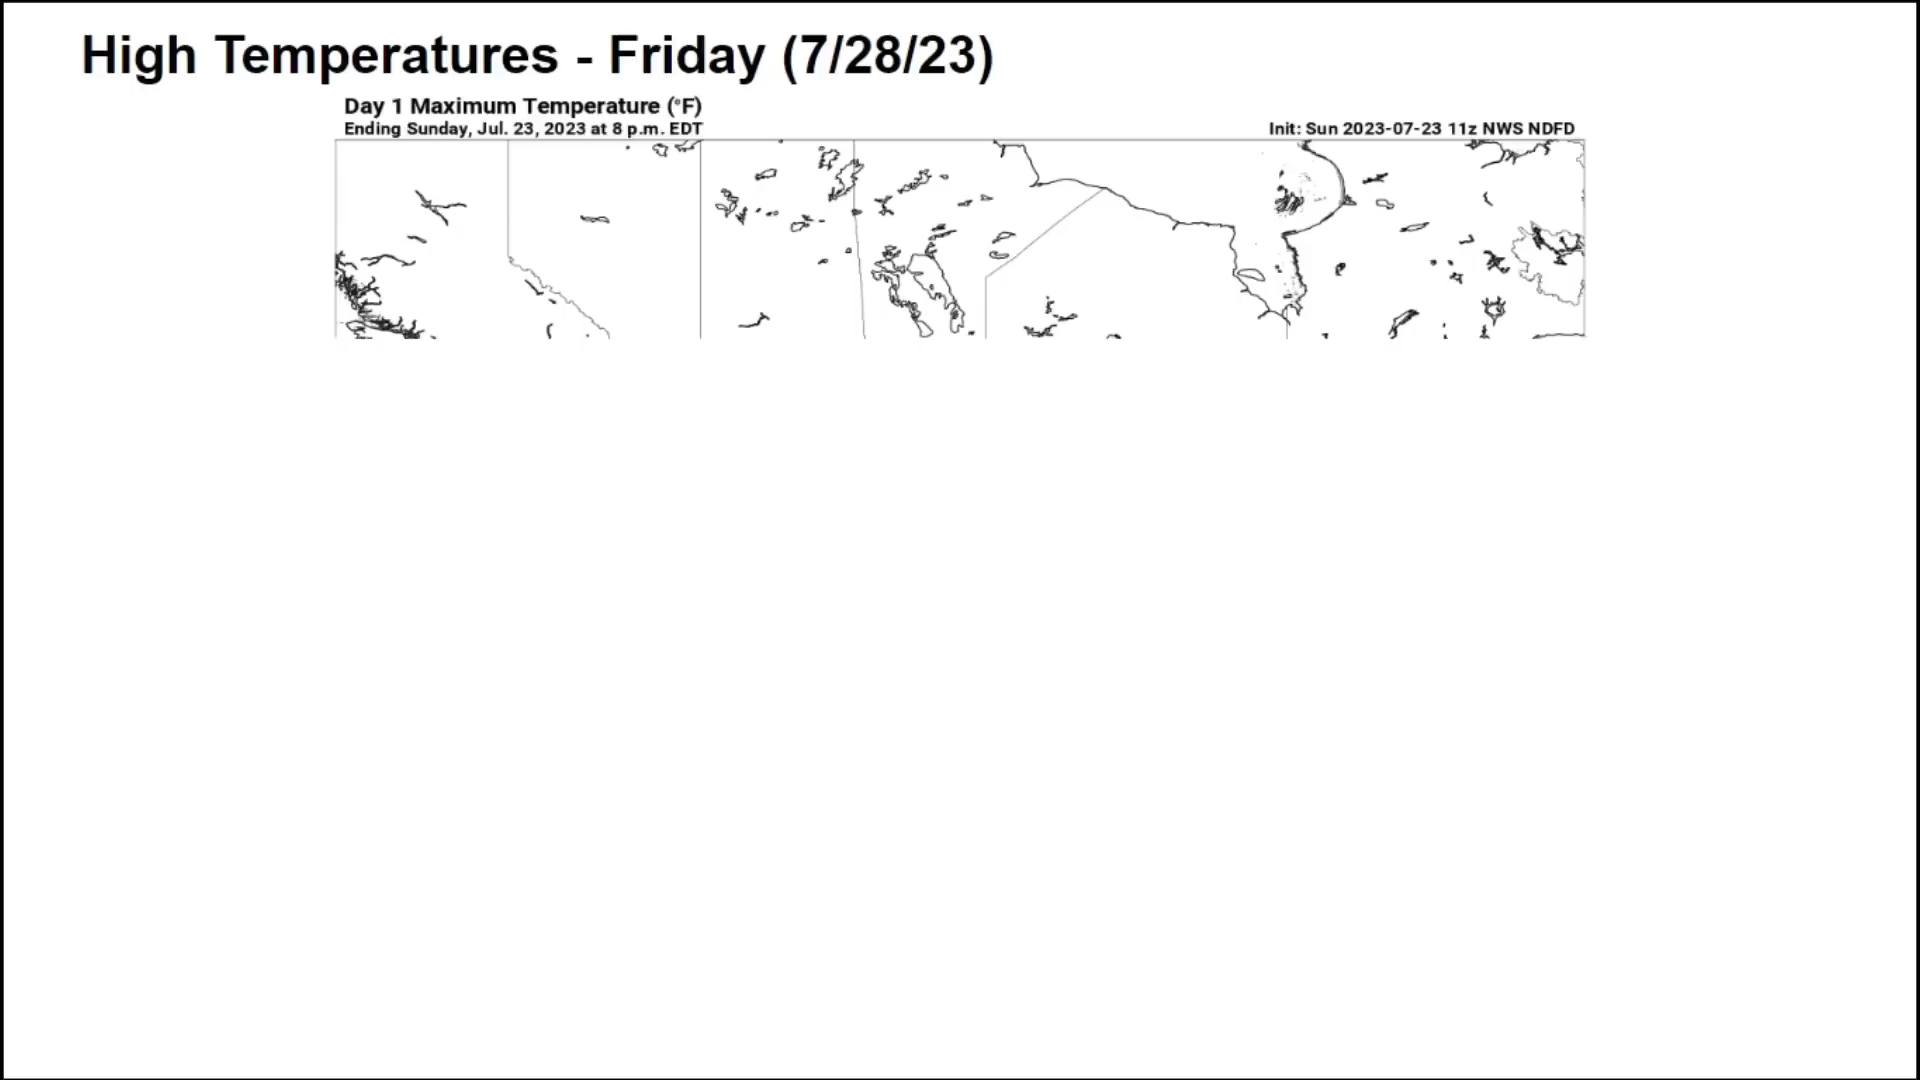 High Temperatures - Friday (7/28/23)
Day 1 Maximum Temperature (°F)
Ending Sunday, Jul. 23, 2023 at 8 p.m. EDT
Init: Sun 2023-07-23 11z NWS NDFD